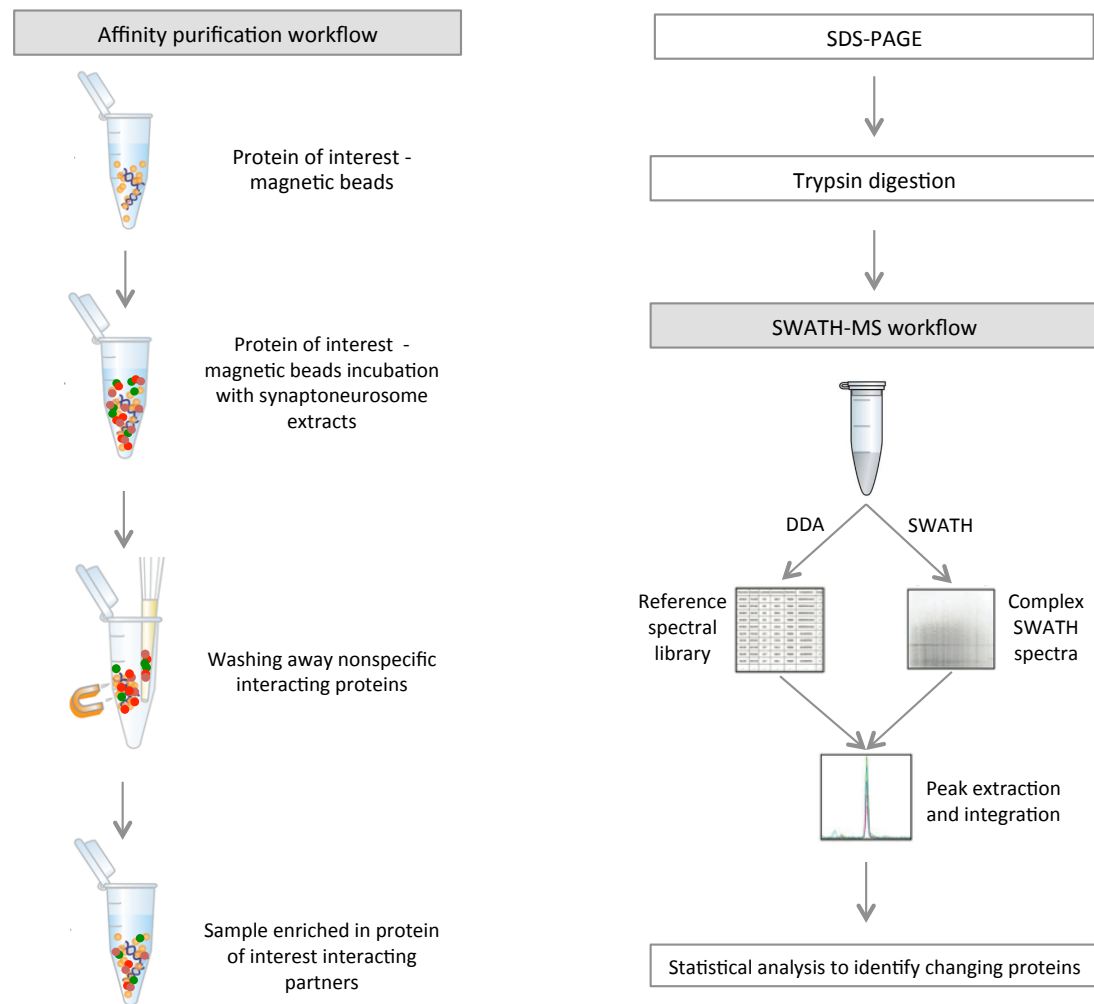 Affinity purification workflow
Protein of interest -
magnetic beads
Protein of interest -
magnetic beads incubation
with synaptoneurosome
extracts
Washing away nonspecific
interacting proteins
Sample enriched in protein
of interest interacting
partners
SDS-PAGE
Trypsin digestion
SWATH-MS workflow
DDA
SWATH
Reference
spectral
library
Complex
SWATH
spectra
Peak extraction
and integration
Statistical analysis to identify changing proteins